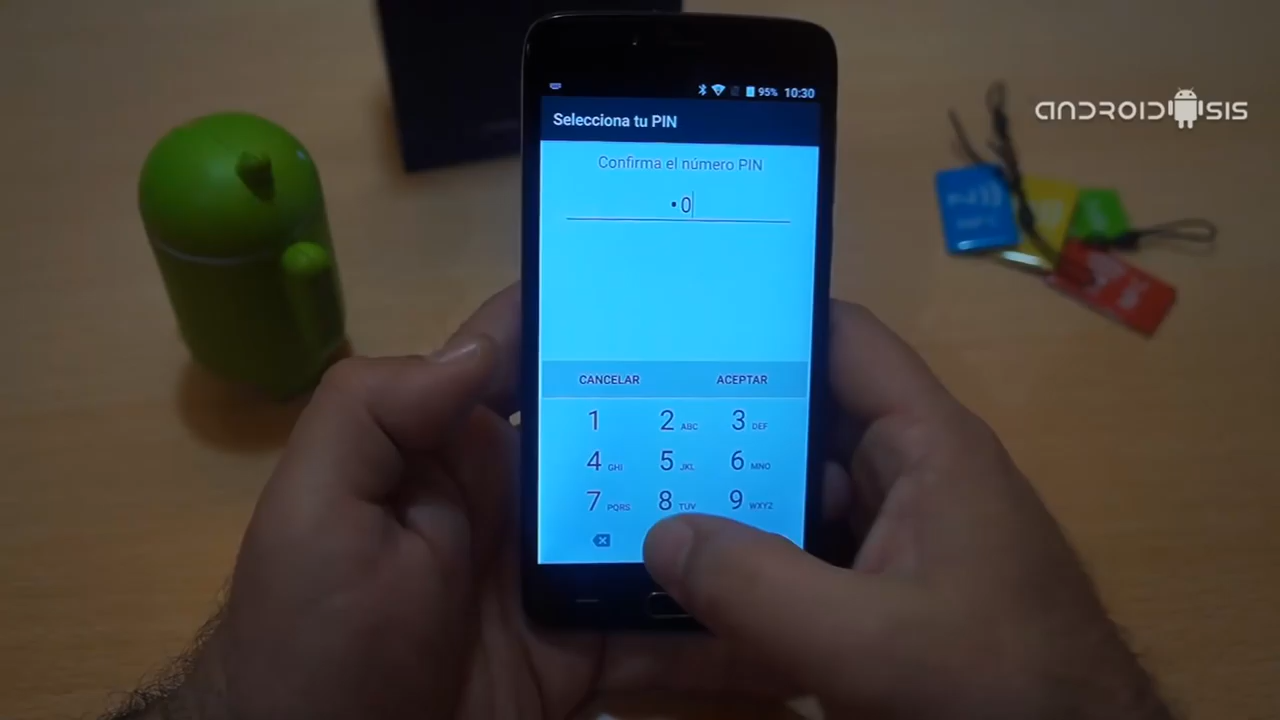 ANDROIDSIS
95% 10:30
Selecciona tu PIN
Confirma el número PIN
•0
CANCELAR ACEPTAR
1 2 ABC 3 DEF
4 GHI 5 JKL 6 MNO
7 PQRS 8 TUV 9 WXYZ